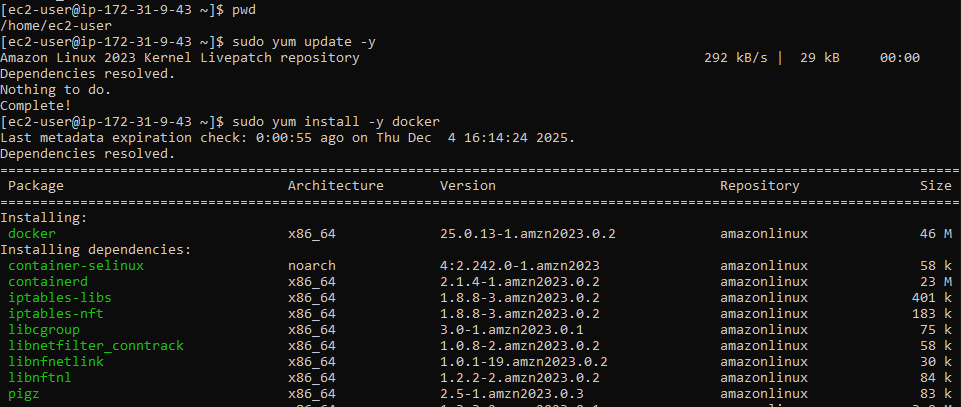 [ec2-user@ip-172-31-9-43 ~]$ pwd
/home/ec2-user
[ec2-user@ip-172-31-9-43 ~]$ sudo yum update -y
Amazon Linux 2023 Kernel Livepatch repository 292 kB/s | 29 kB 00:00
Dependencies resolved.
Nothing to do.
Complete!
[ec2-user@ip-172-31-9-43 ~]$ sudo yum install -y docker
Last metadata expiration check: 0:00:55 ago on Thu Dec  4 16:14:24 2025.
Dependencies resolved.
Package Architecture Version Repository Size
Installing:
docker x86_64 25.0.13-1.amzn2023.0.2 amazonlinux 46 M
Installing dependencies:
container-selinux noarch 4:2.242.0-1.amzn2023 amazonlinux 58 k
containerd x86_64 2.1.4-1.amzn2023.0.2 amazonlinux 23 M
iptables-libs x86_64 1.8.8-3.amzn2023.0.2 amazonlinux 401 k
iptables-nft x86_64 1.8.8-3.amzn2023.0.2 amazonlinux 183 k
libcgroup x86_64 3.0-1.amzn2023.0.1 amazonlinux 75 k
libnetfilter_conntrack x86_64 1.0.8-2.amzn2023.0.2 amazonlinux 58 k
libnfnetlink x86_64 1.0.1-19.amzn2023.0.2 amazonlinux 30 k
libnftnl x86_64 1.2.2-2.amzn2023.0.2 amazonlinux 84 k
pigz x86_64 2.5-1.amzn2023.0.3 amazonlinux 83 k